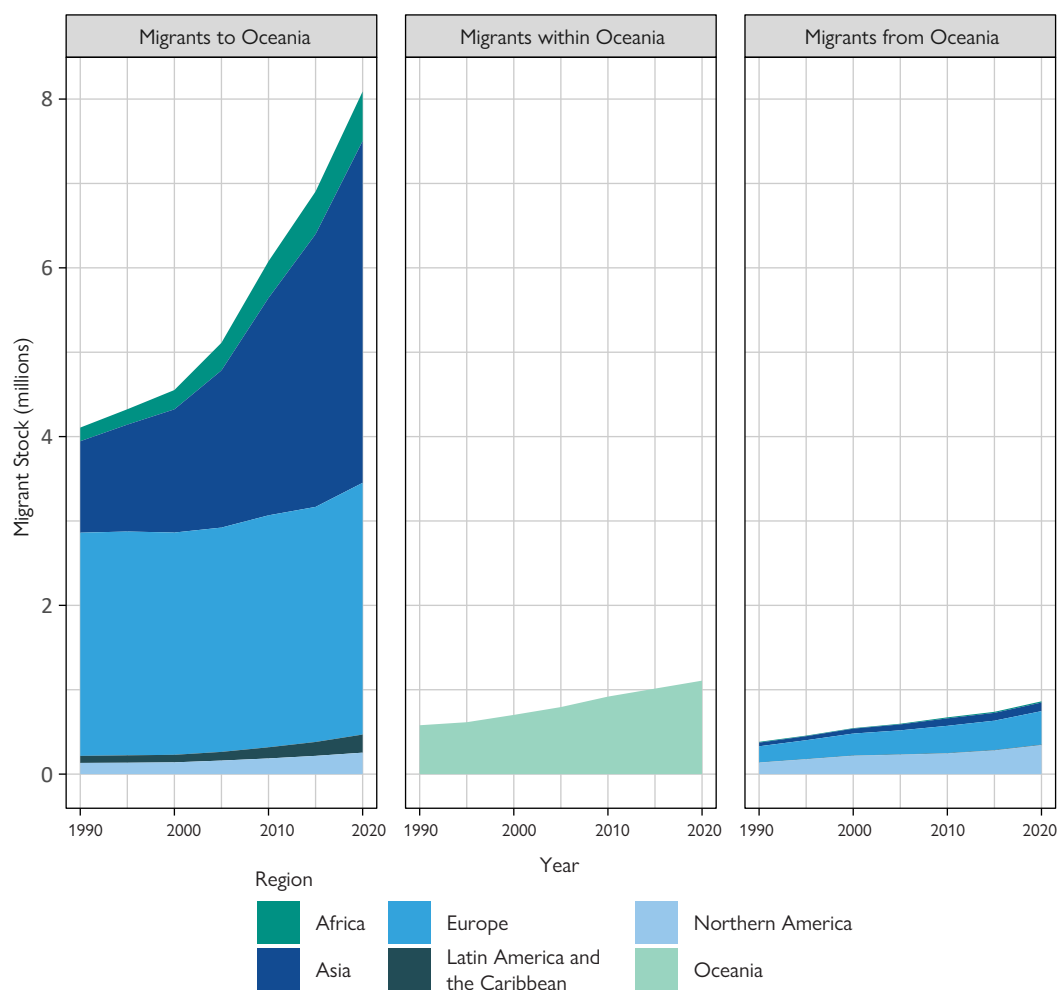 Migrants to Oceania
Migrants within Oceania
Migrants from Oceania
8
6
4
2
0
Migrant Stock (millions)
1990
2000
2010
2020
1990
2000
2010
2020
1990
2000
2010
2020
Year
Region
Africa
Europe
Northern America
Asia
Latin America and
the Caribbean
Oceania